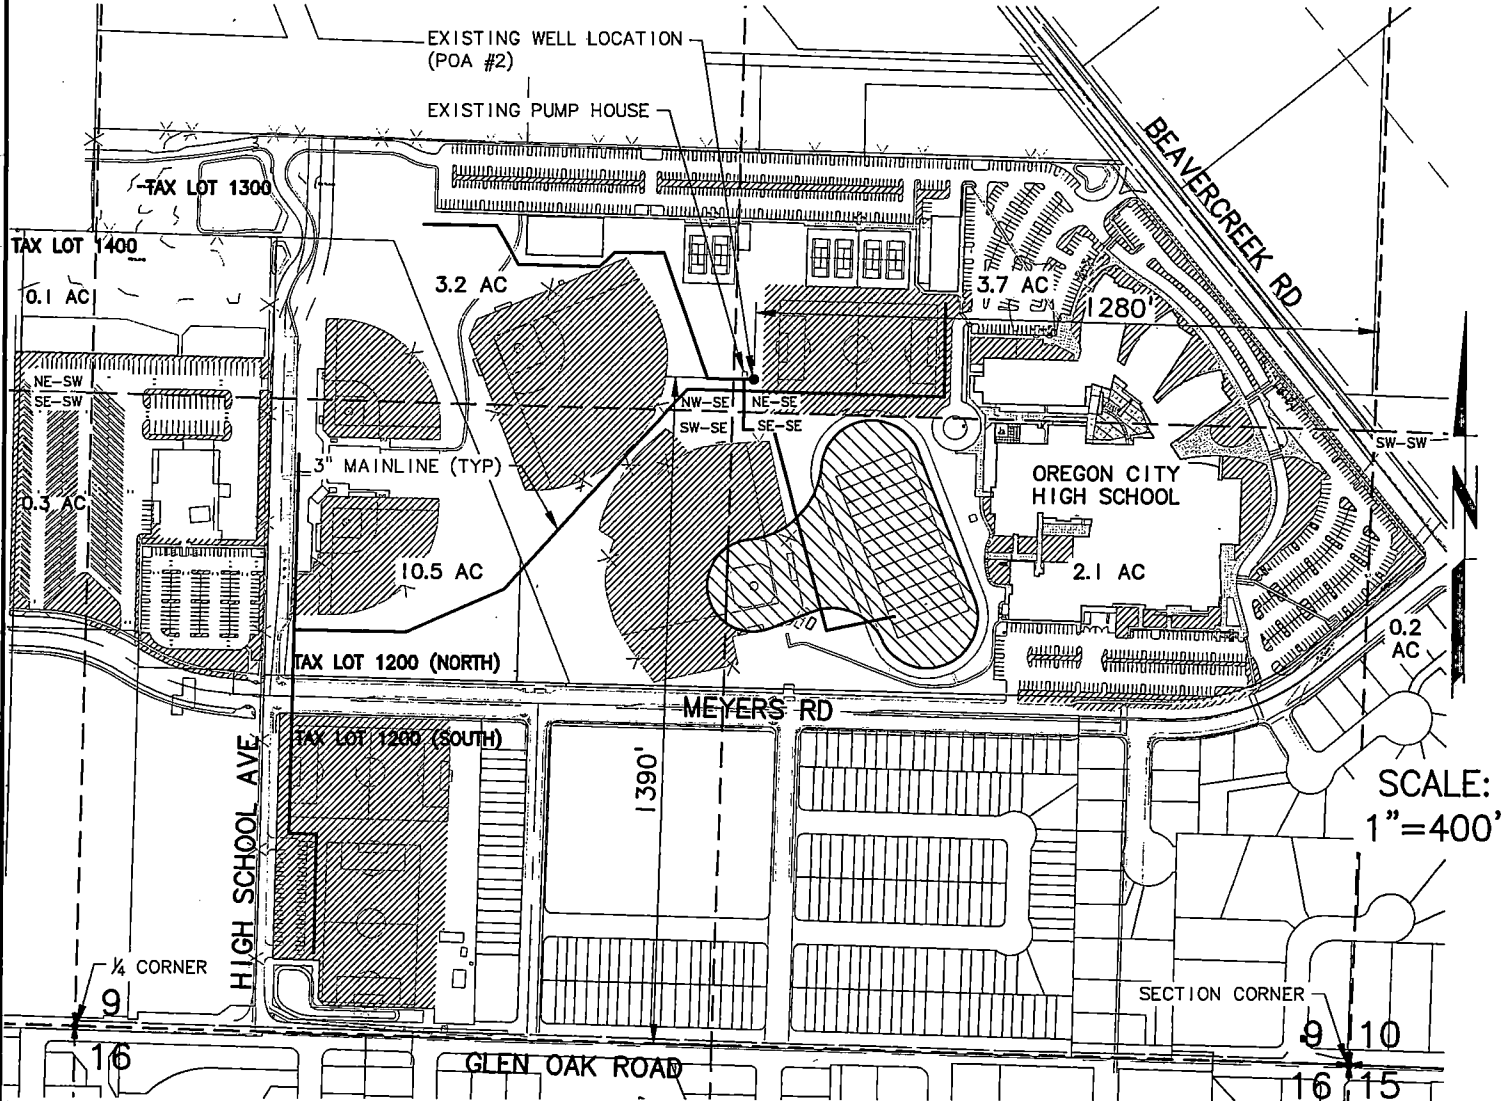 EXISTING WELL LOCATION
(POA #2)
EXISTING PUMP HOUSE
BEAVERCREEK RD
TAX LOT 1300
TAX LOT 1400
0.1 AC
3.2 AC
3.7 AC
1280'
NE-SW
SE-SW
NW-SE
NE-SE
SW-SE
SE-SE
SW-SW
3" MAINLINE (TYP)
OREGON CITY
HIGH SCHOOL
0.3 AC
10.5 AC
2.1 AC
0.2
AC
TAX LOT 1200 (NORTH)
MEYERS RD
TAX LOT 1200 (SOUTH)
HIGH SCHOOL AVE
1390'
SCALE:
1"=400'
N
¼ CORNER
9
16
SECTION CORNER
9
10
GLEN OAK ROAD
16
15